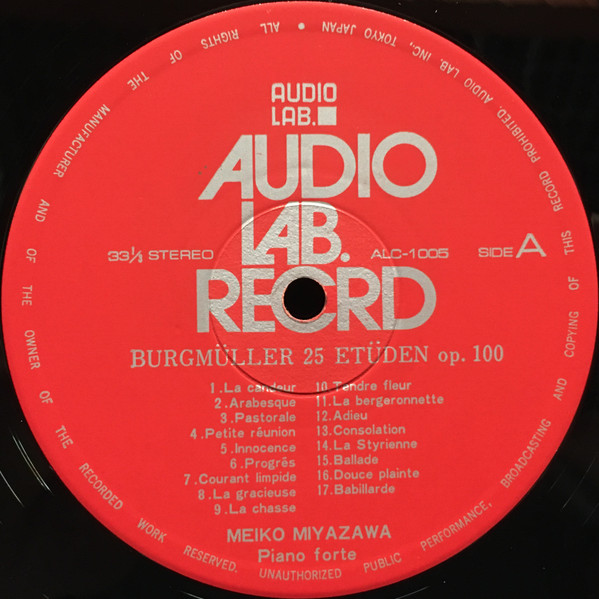 AUDIO
LAB.
AUDIO
LAB.
RECRD
33 1/3 STEREO
ALC-1005
SIDE A
BURGMÜLLER 25 ETÜDEN op. 100
1. La candeur
2. Arabesque
3. Pastorale
4. Petite réunion
5. Innocence
6. Progrés
7. Courant limpide
8. La gracieuse
9. La chasse
10. Tendre fleur
11. La bergeronnette
12. Adieu
13. Consolation
14. La Styrienne
15. Ballade
16. Douce plainte
17. Babillarde
MEIKO MIYAZAWA
Piano forte
ALL RIGHTS OF THE MANUFACTURER AND OF THE OWNER OF THE RECORDED WORK RESERVED. UNAUTHORIZED PUBLIC PERFORMANCE, BROADCASTING AND COPYING OF THIS RECORD PROHIBITED. AUDIO LAB. INC., TOKYO JAPAN •